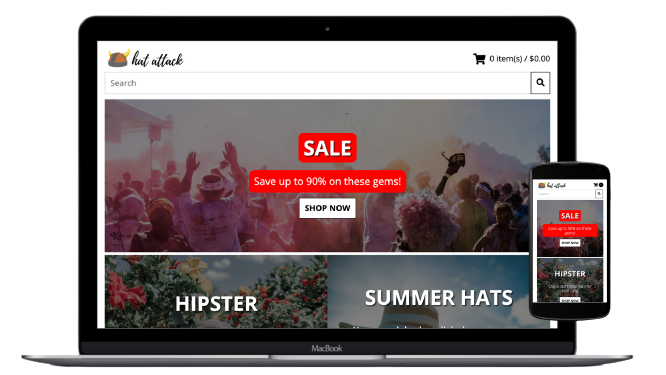 hat attack
0 item(s) / $0.00
Search
SALE
Save up to 90% on these gems!
SHOP NOW
HIPSTER
SUMMER HATS
MacBook
hat attack
SALE
Save up to 90% on these
gems!
SHOP NOW
HIPSTER
SHOP NOW